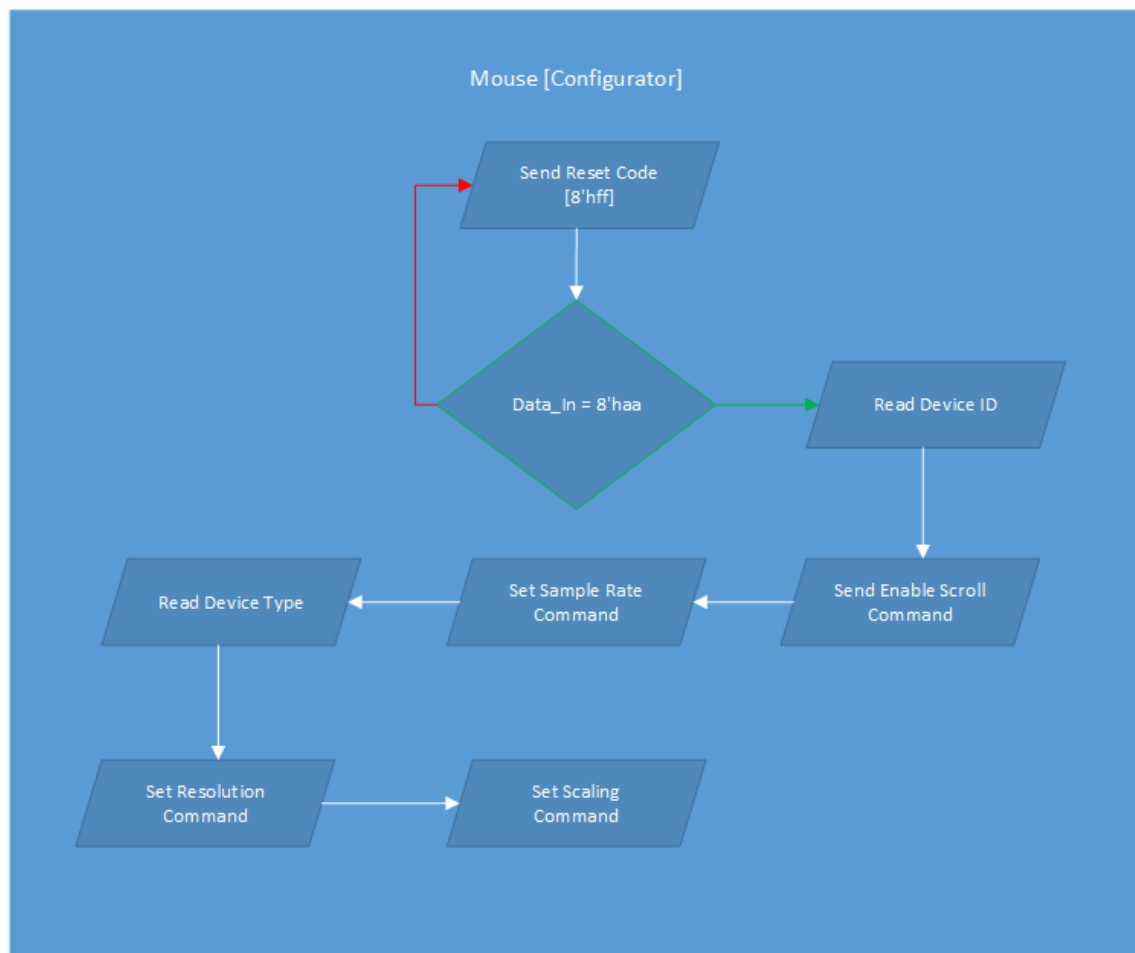 Mouse [Configurator]
Send Reset Code
[8'hff]
Data_In = 8'haa
Read Device ID
Send Enable Scroll
Command
Set Sample Rate
Command
Read Device Type
Set Resolution
Command
Set Scaling
Command